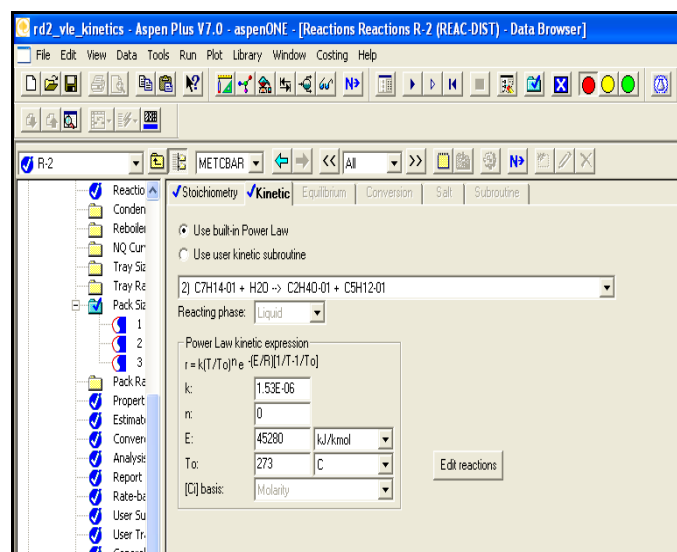 rd2_vle_kinetics - Aspen Plus V7.0 - aspenONE - [Reactions Reactions R-2 (REAC-DIST) - Data Browser]
File Edit View Data Tools Run Plot Library Window Costing Help
N>
R-2 METCBAR << All >> N>
Reactio
Conden
Reboiler
NQ Cur
Tray Siz
Tray Ra
Pack Siz
1
2
3
Pack Ra
Propert
Estimat
Conver
Analysis
Report
Rate-ba
User Su
User Tr
Stoichiometry Kinetic Equilibrium Conversion Salt Subroutine
Use built-in Power Law
Use user kinetic subroutine
2) C7H14-01 + H2O --> C2H4O-01 + C5H12-01
Reacting phase: Liquid
Power Law kinetic expression
r = k(T/To)^n e -(E/R)[1/T-1/To]
k: 1.53E-06
n: 0
E: 45280 kJ/kmol
To: 273 C
[Ci] basis: Molarity
Edit reactions